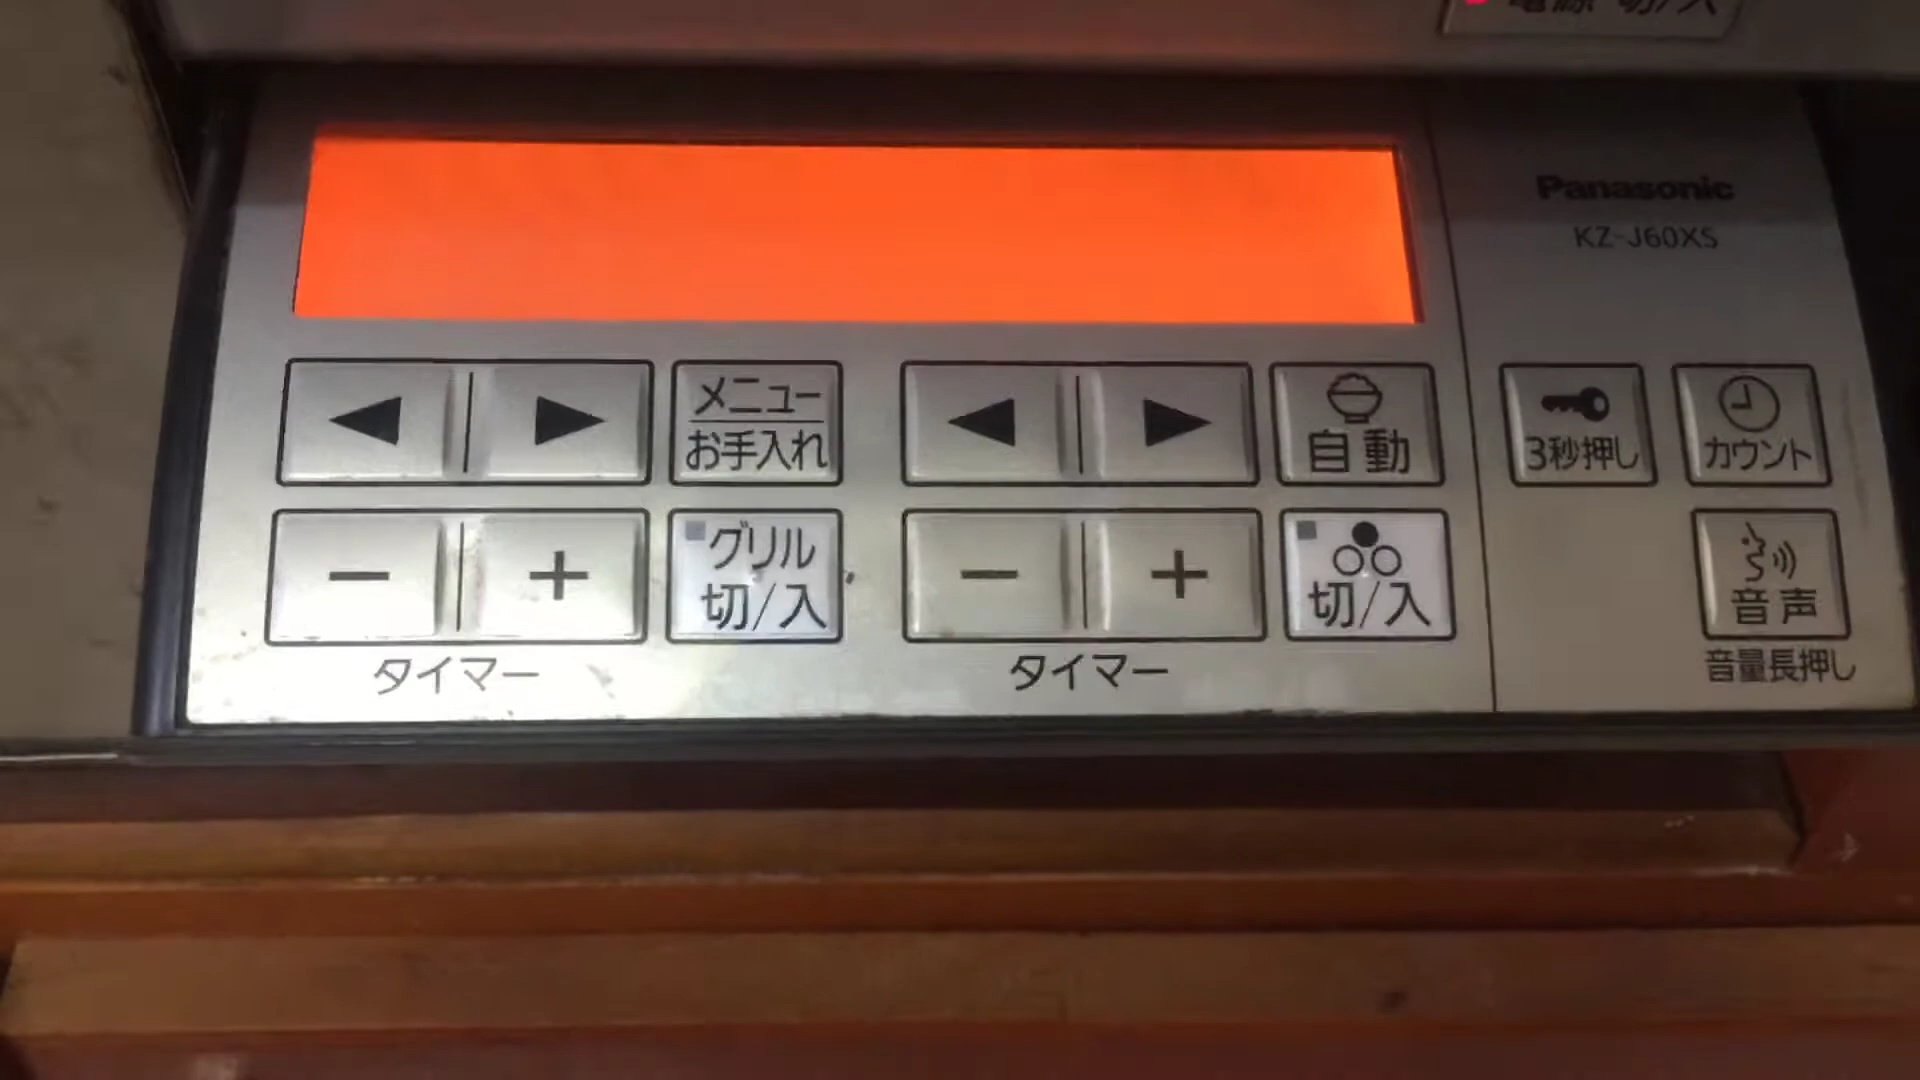 電源 切/入
Panasonic
KZ-J60XS
メニュー
お手入れ
自動
3秒押し
カウント
グリル
切/入
切/入
音声
タイマー
タイマー
音量長押し